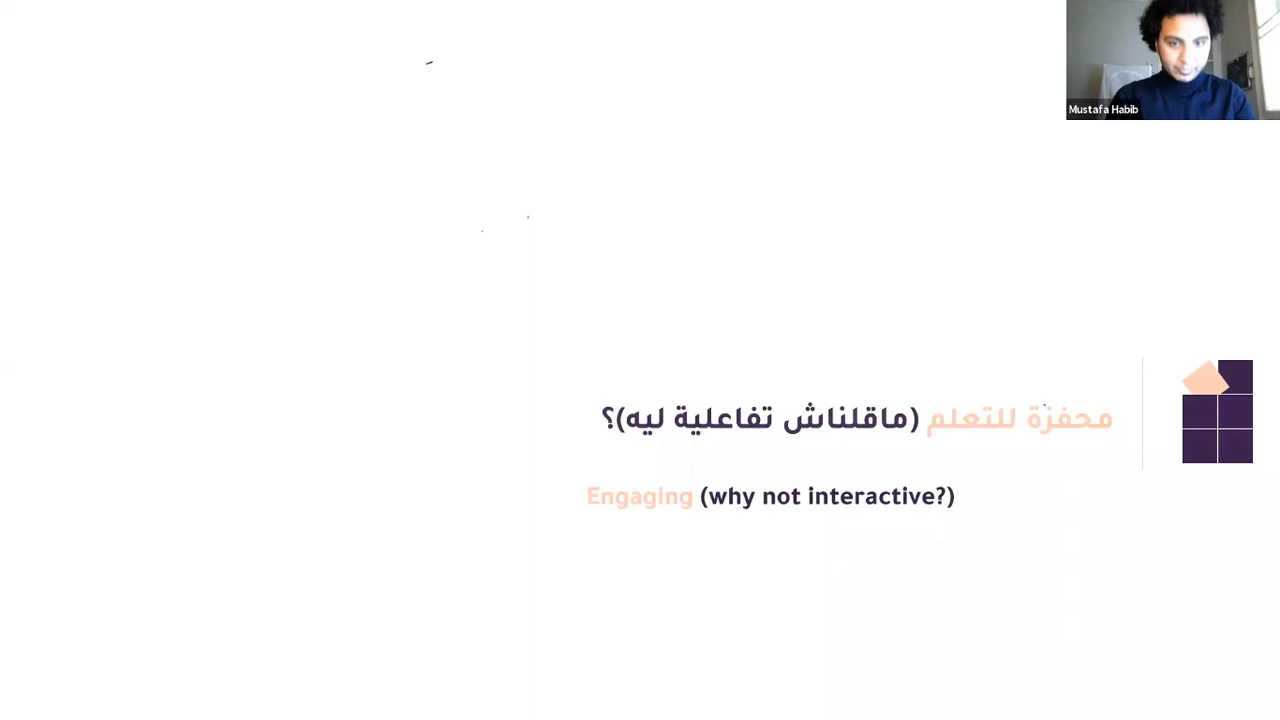 Mustafa Habib
محفزة للتعلم (ماقلناش تفاعلية ليه)؟
Engaging (why not interactive?)